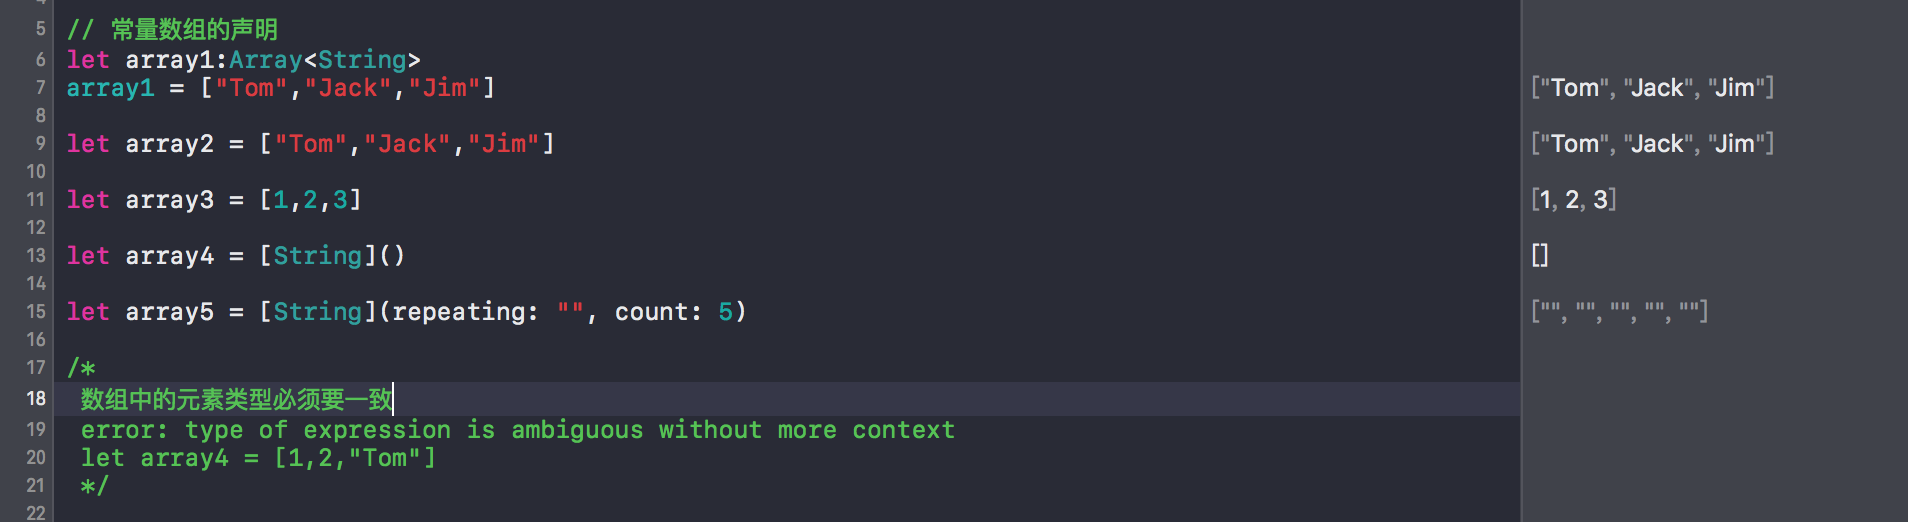 5 // 常量数组的声明
6 let array1:Array<String>
7 array1 = ["Tom","Jack","Jim"] ["Tom", "Jack", "Jim"]
8
9 let array2 = ["Tom","Jack","Jim"] ["Tom", "Jack", "Jim"]
10
11 let array3 = [1,2,3] [1, 2, 3]
12
13 let array4 = [String]() []
14
15 let array5 = [String](repeating: "", count: 5) ["", "", "", "", ""]
16
17 /*
18 数组中的元素类型必须要一致
19 error: type of expression is ambiguous without more context
20 let array4 = [1,2,"Tom"]
21 */
22